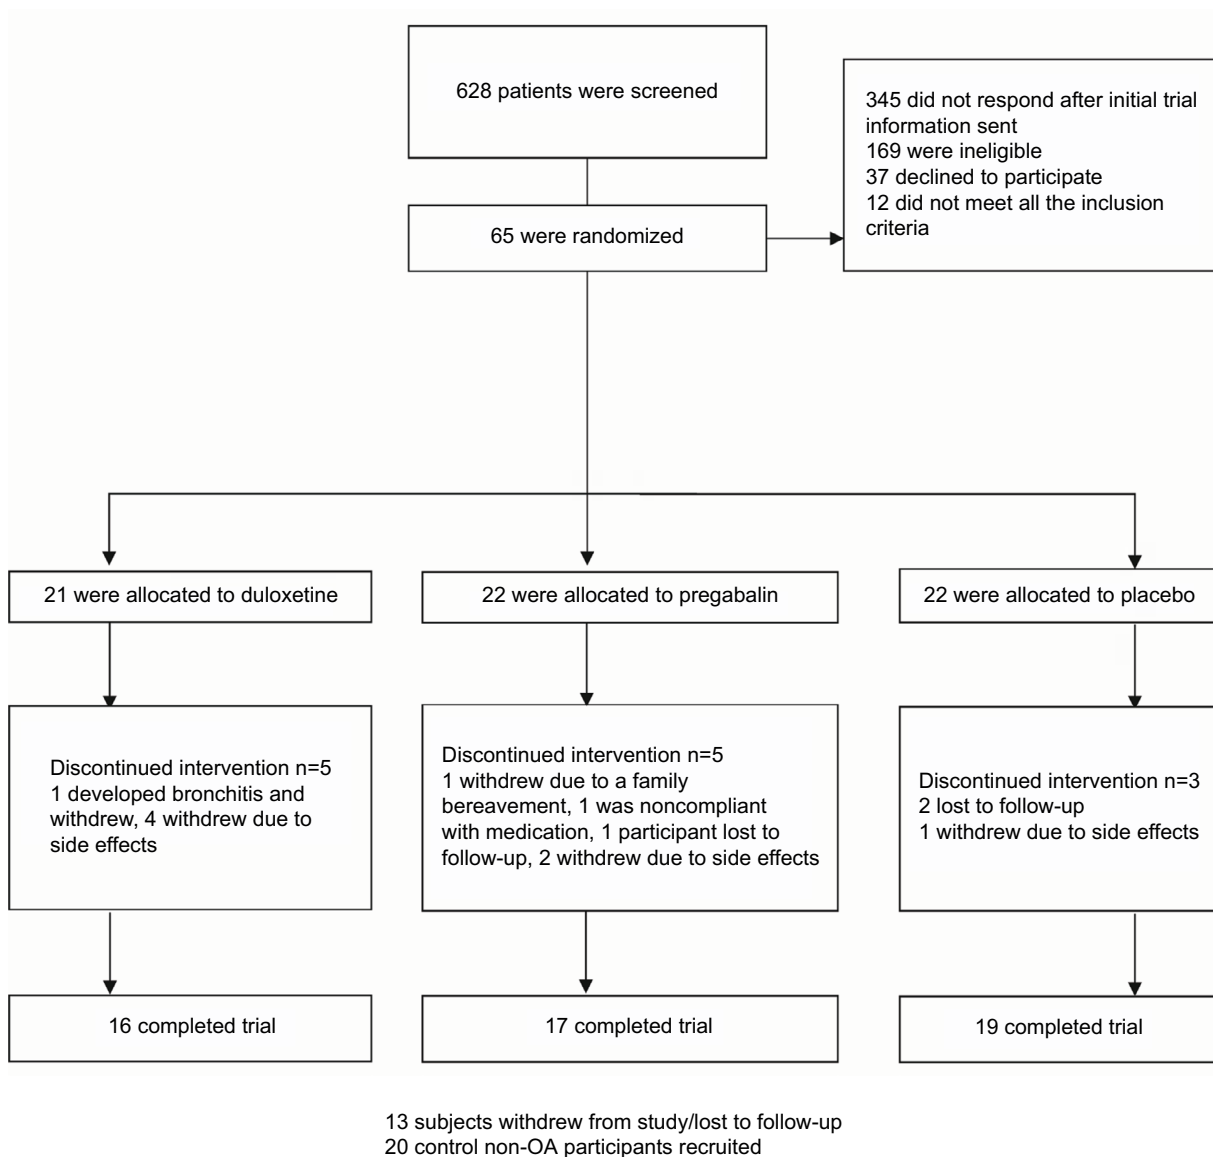 628 patients were screened
345 did not respond after initial trial
information sent
169 were ineligible
37 declined to participate
12 did not meet all the inclusion
criteria
65 were randomized
21 were allocated to duloxetine
22 were allocated to pregabalin
22 were allocated to placebo
Discontinued intervention n=5
1 developed bronchitis and
withdrew, 4 withdrew due to
side effects
Discontinued intervention n=5
1 withdrew due to a family
bereavement, 1 was noncompliant
with medication, 1 participant lost to
follow-up, 2 withdrew due to side effects
Discontinued intervention n=3
2 lost to follow-up
1 withdrew due to side effects
16 completed trial
17 completed trial
19 completed trial
13 subjects withdrew from study/lost to follow-up
20 control non-OA participants recruited